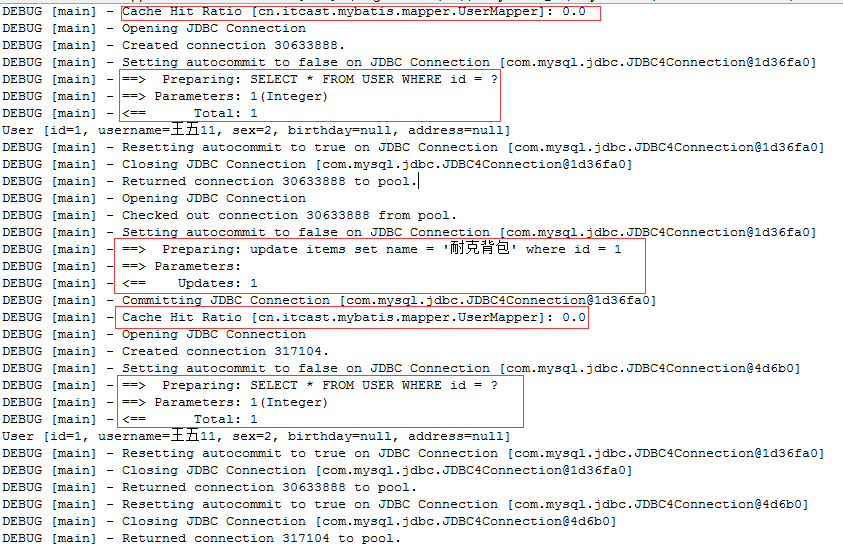 DEBUG [main] - Cache Hit Ratio [cn.itcast.mybatis.mapper.UserMapper]: 0.0
DEBUG [main] - Opening JDBC Connection
DEBUG [main] - Created connection 30633888.
DEBUG [main] - Setting autocommit to false on JDBC Connection [com.mysql.jdbc.JDBC4Connection@1d36fa0]
DEBUG [main] - ==>  Preparing: SELECT * FROM USER WHERE id = ?
DEBUG [main] - ==> Parameters: 1(Integer)
DEBUG [main] - <==      Total: 1
User [id=1, username=王五11, sex=2, birthday=null, address=null]
DEBUG [main] - Resetting autocommit to true on JDBC Connection [com.mysql.jdbc.JDBC4Connection@1d36fa0]
DEBUG [main] - Closing JDBC Connection [com.mysql.jdbc.JDBC4Connection@1d36fa0]
DEBUG [main] - Returned connection 30633888 to pool.
DEBUG [main] - Opening JDBC Connection
DEBUG [main] - Checked out connection 30633888 from pool.
DEBUG [main] - Setting autocommit to false on JDBC Connection [com.mysql.jdbc.JDBC4Connection@1d36fa0]
DEBUG [main] - ==>  Preparing: update items set name = '耐克背包' where id = 1
DEBUG [main] - ==> Parameters:
DEBUG [main] - <==    Updates: 1
DEBUG [main] - Committing JDBC Connection [com.mysql.jdbc.JDBC4Connection@1d36fa0]
DEBUG [main] - Cache Hit Ratio [cn.itcast.mybatis.mapper.UserMapper]: 0.0
DEBUG [main] - Opening JDBC Connection
DEBUG [main] - Created connection 317104.
DEBUG [main] - Setting autocommit to false on JDBC Connection [com.mysql.jdbc.JDBC4Connection@4d6b0]
DEBUG [main] - ==>  Preparing: SELECT * FROM USER WHERE id = ?
DEBUG [main] - ==> Parameters: 1(Integer)
DEBUG [main] - <==      Total: 1
User [id=1, username=王五11, sex=2, birthday=null, address=null]
DEBUG [main] - Resetting autocommit to true on JDBC Connection [com.mysql.jdbc.JDBC4Connection@1d36fa0]
DEBUG [main] - Closing JDBC Connection [com.mysql.jdbc.JDBC4Connection@1d36fa0]
DEBUG [main] - Returned connection 30633888 to pool.
DEBUG [main] - Resetting autocommit to true on JDBC Connection [com.mysql.jdbc.JDBC4Connection@4d6b0]
DEBUG [main] - Closing JDBC Connection [com.mysql.jdbc.JDBC4Connection@4d6b0]
DEBUG [main] - Returned connection 317104 to pool.